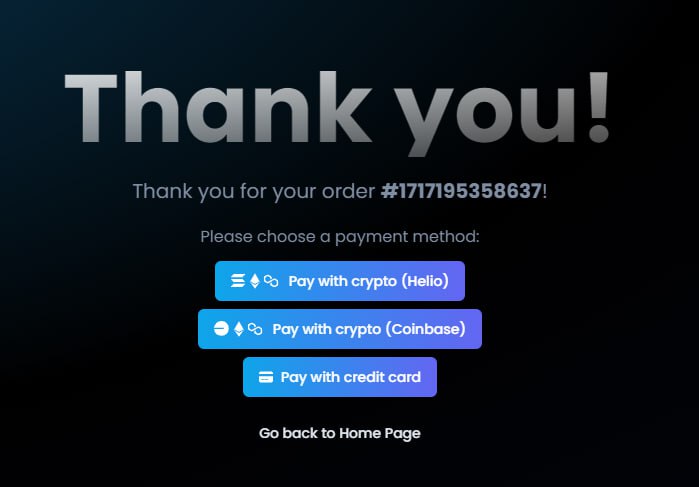 Thank you!
Thank you for your order #1717195358637!
Please choose a payment method:
Pay with crypto (Helio)
Pay with crypto (Coinbase)
Pay with credit card
Go back to Home Page